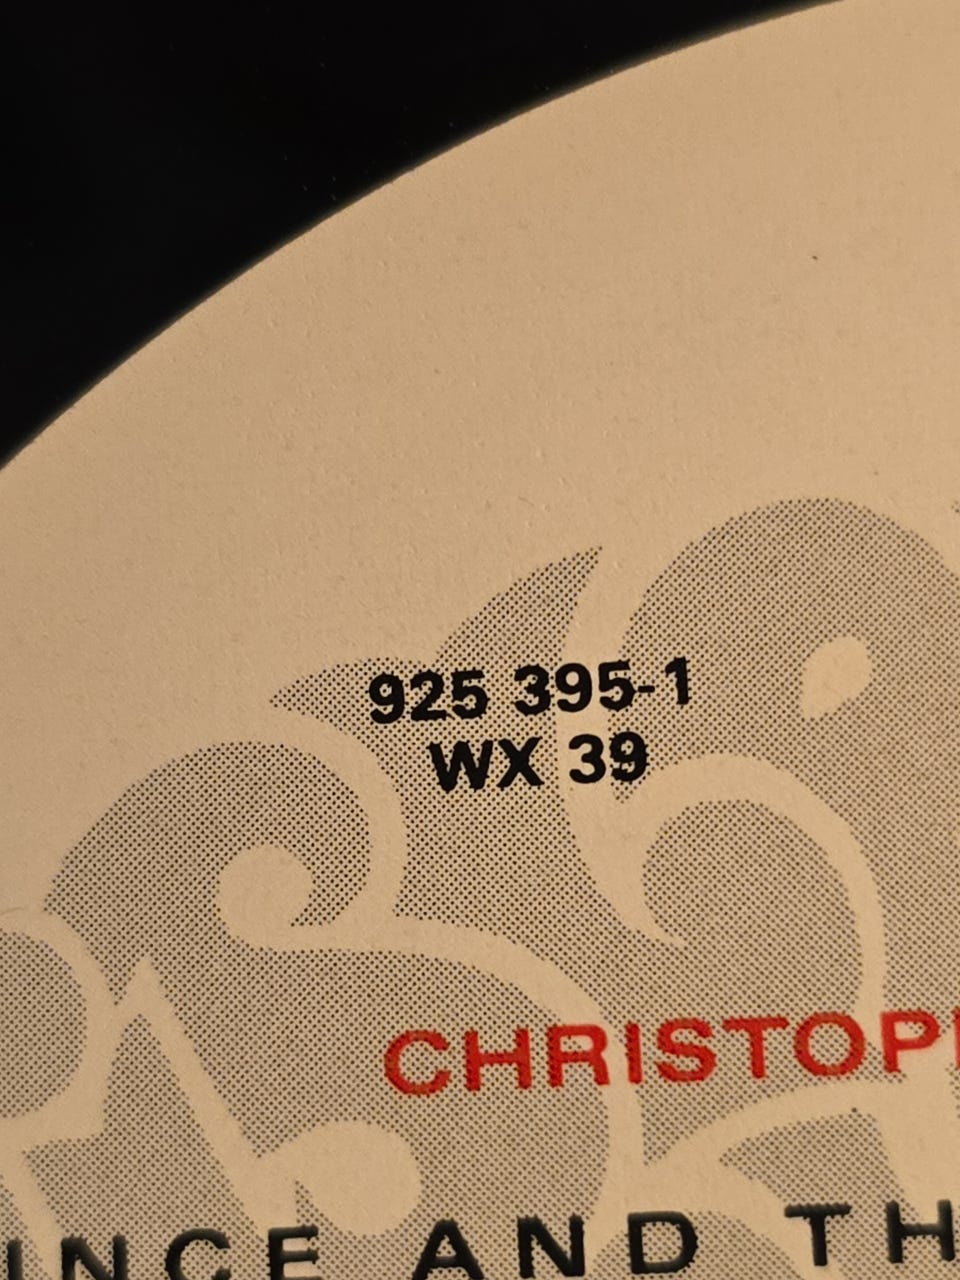 925 395-1
WX 39
CHRISTOP
INCE AND TH